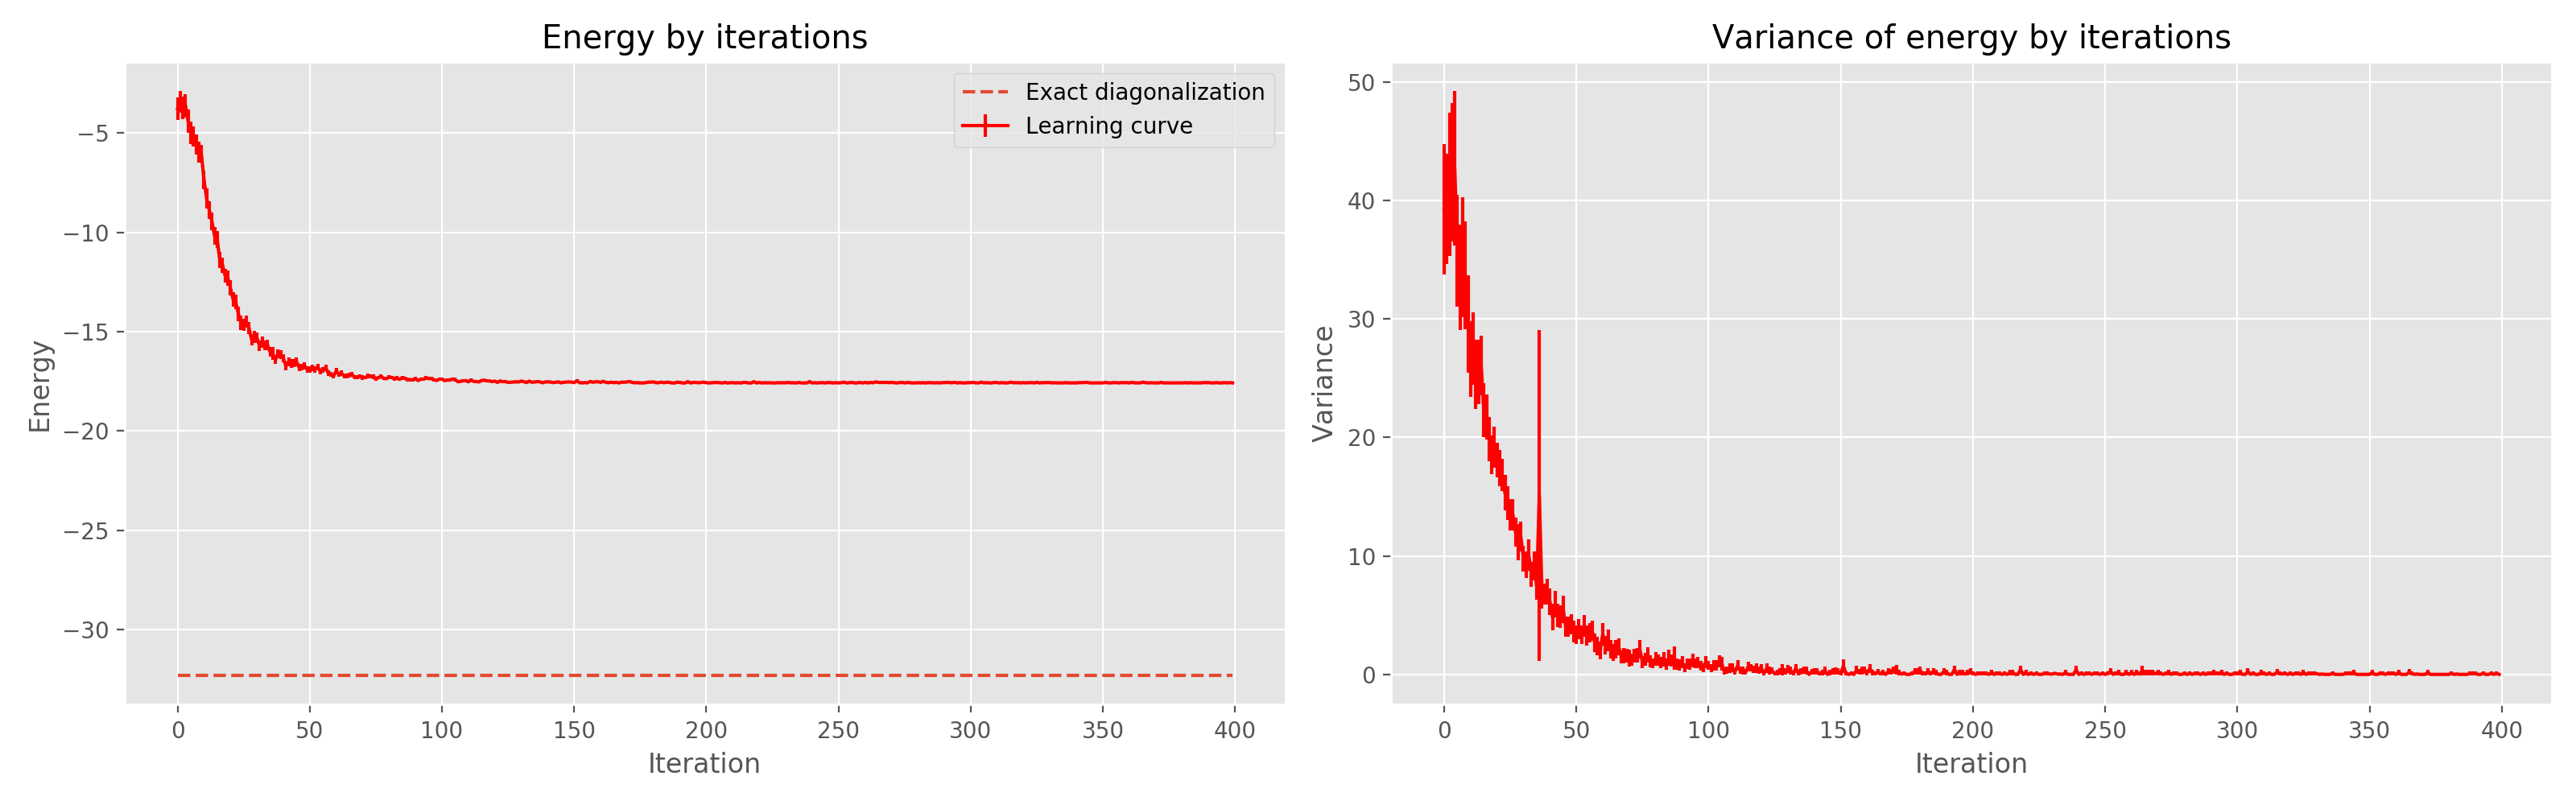 Energy by iterations
Exact diagonalization
Learning curve
Energy
−5
−10
−15
−20
−25
−30
0 50 100 150 200 250 300 350 400
Iteration
Variance of energy by iterations
Variance
50
40
30
20
10
0
0 50 100 150 200 250 300 350 400
Iteration